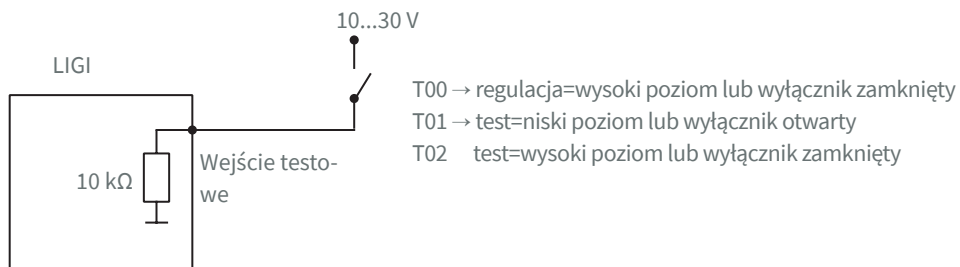 10...30 V
LIGI
T00 → regulacja=wysoki poziom lub wyłącznik zamknięty
T01 → test=niski poziom lub wyłącznik otwarty
T02 test=wysoki poziom lub wyłącznik zamknięty
Wejście testo-
we
10 kΩ